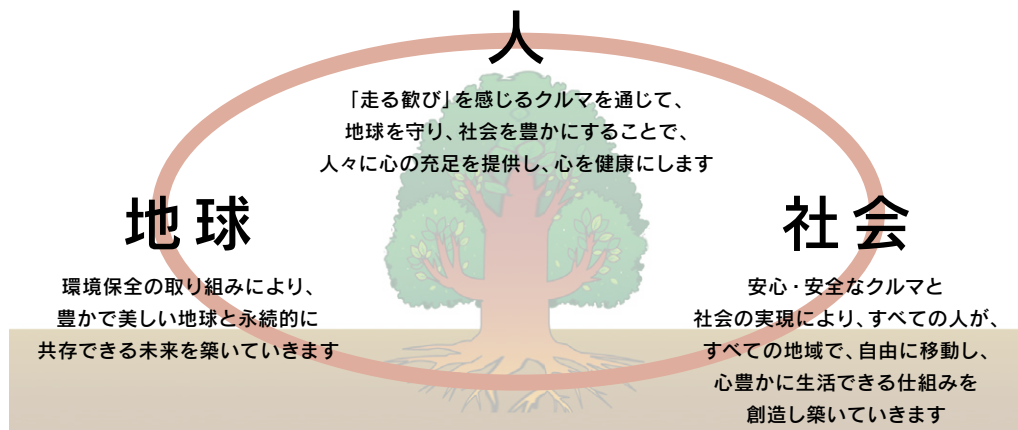 人
「走る歓び」を感じるクルマを通じて、
地球を守り、社会を豊かにすることで、
人々に心の充足を提供し、心を健康にします
地球
環境保全の取り組みにより、
豊かで美しい地球と永続的に
共存できる未来を築いていきます
社会
安心・安全なクルマと
社会の実現により、すべての人が、
すべての地域で、自由に移動し、
心豊かに生活できる仕組みを
創造し築いていきます